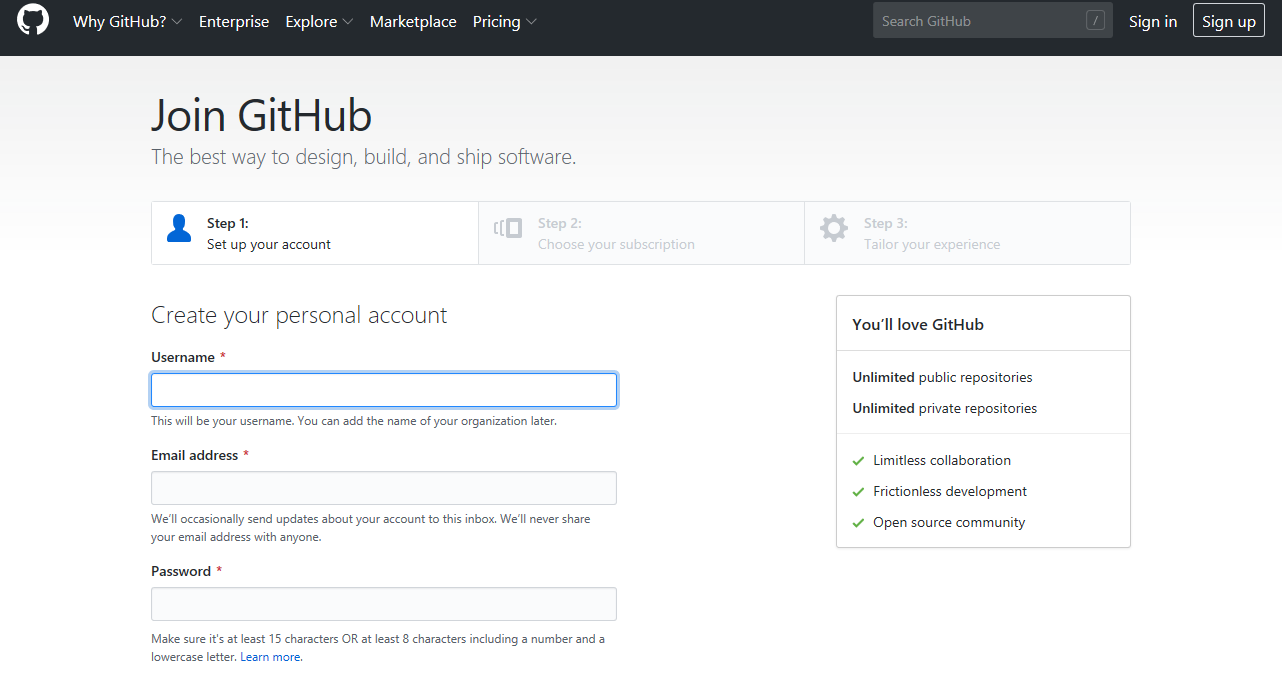 Why GitHub? Enterprise Explore Marketplace Pricing Search GitHub / Sign in Sign up
Join GitHub
The best way to design, build, and ship software.
Step 1:
Set up your account
Step 2:
Choose your subscription
Step 3:
Tailor your experience
Create your personal account
Username *
This will be your username. You can add the name of your organization later.
Email address *
We’ll occasionally send updates about your account to this inbox. We’ll never share
your email address with anyone.
Password *
Make sure it's at least 15 characters OR at least 8 characters including a number and a
lowercase letter. Learn more.
You’ll love GitHub
Unlimited public repositories
Unlimited private repositories
Limitless collaboration
Frictionless development
Open source community